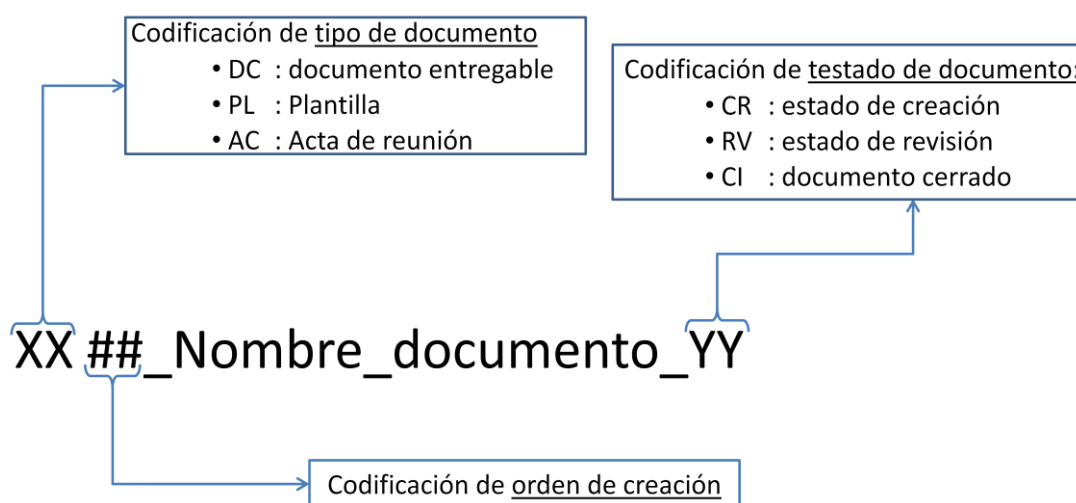 Codificación de tipo de documento
• DC : documento entregable
• PL : Plantilla
• AC : Acta de reunión
Codificación de testado de documento:
• CR : estado de creación
• RV : estado de revisión
• CI : documento cerrado
XX ##_Nombre_documento_YY
Codificación de orden de creación